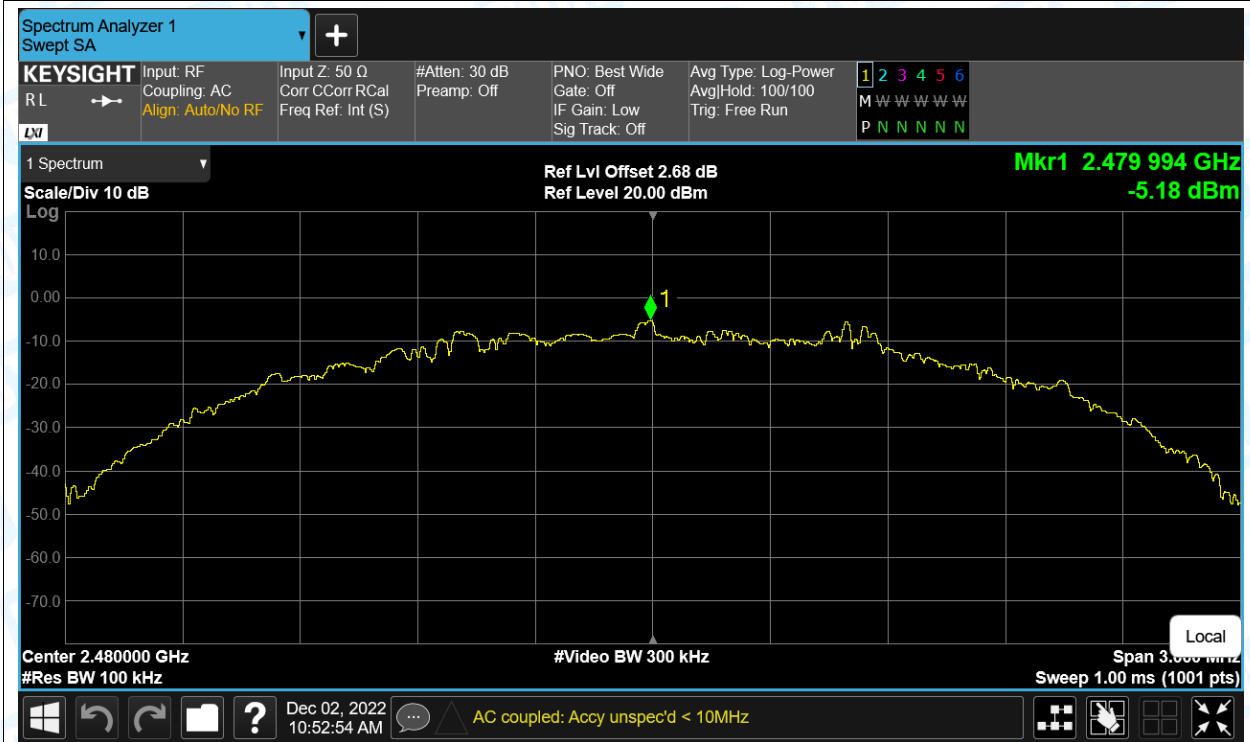 Spectrum Analyzer 1
Swept SA
+
KEYSIGHT
R L
LXI
Input: RF
Coupling: AC
Align: Auto/No RF
Input Z: 50 Ω
Corr CCorr RCal
Freq Ref: Int (S)
#Atten: 30 dB
Preamp: Off
PNO: Best Wide
Gate: Off
IF Gain: Low
Sig Track: Off
Avg Type: Log-Power
Avg|Hold: 100/100
Trig: Free Run
1 2 3 4 5 6
M W W W W W W
P N N N N N
1 Spectrum
Scale/Div 10 dB
Log
Ref Lvl Offset 2.68 dB
Ref Level 20.00 dBm
Mkr1 2.479 994 GHz
-5.18 dBm
10.0
0.00
1
-10.0
-20.0
-30.0
-40.0
-50.0
-60.0
-70.0
Local
Center 2.480000 GHz
#Res BW 100 kHz
#Video BW 300 kHz
Span 3.000 MHz
Sweep 1.00 ms (1001 pts)
?
Dec 02, 2022
10:52:54 AM
AC coupled: Accy unspec'd < 10MHz